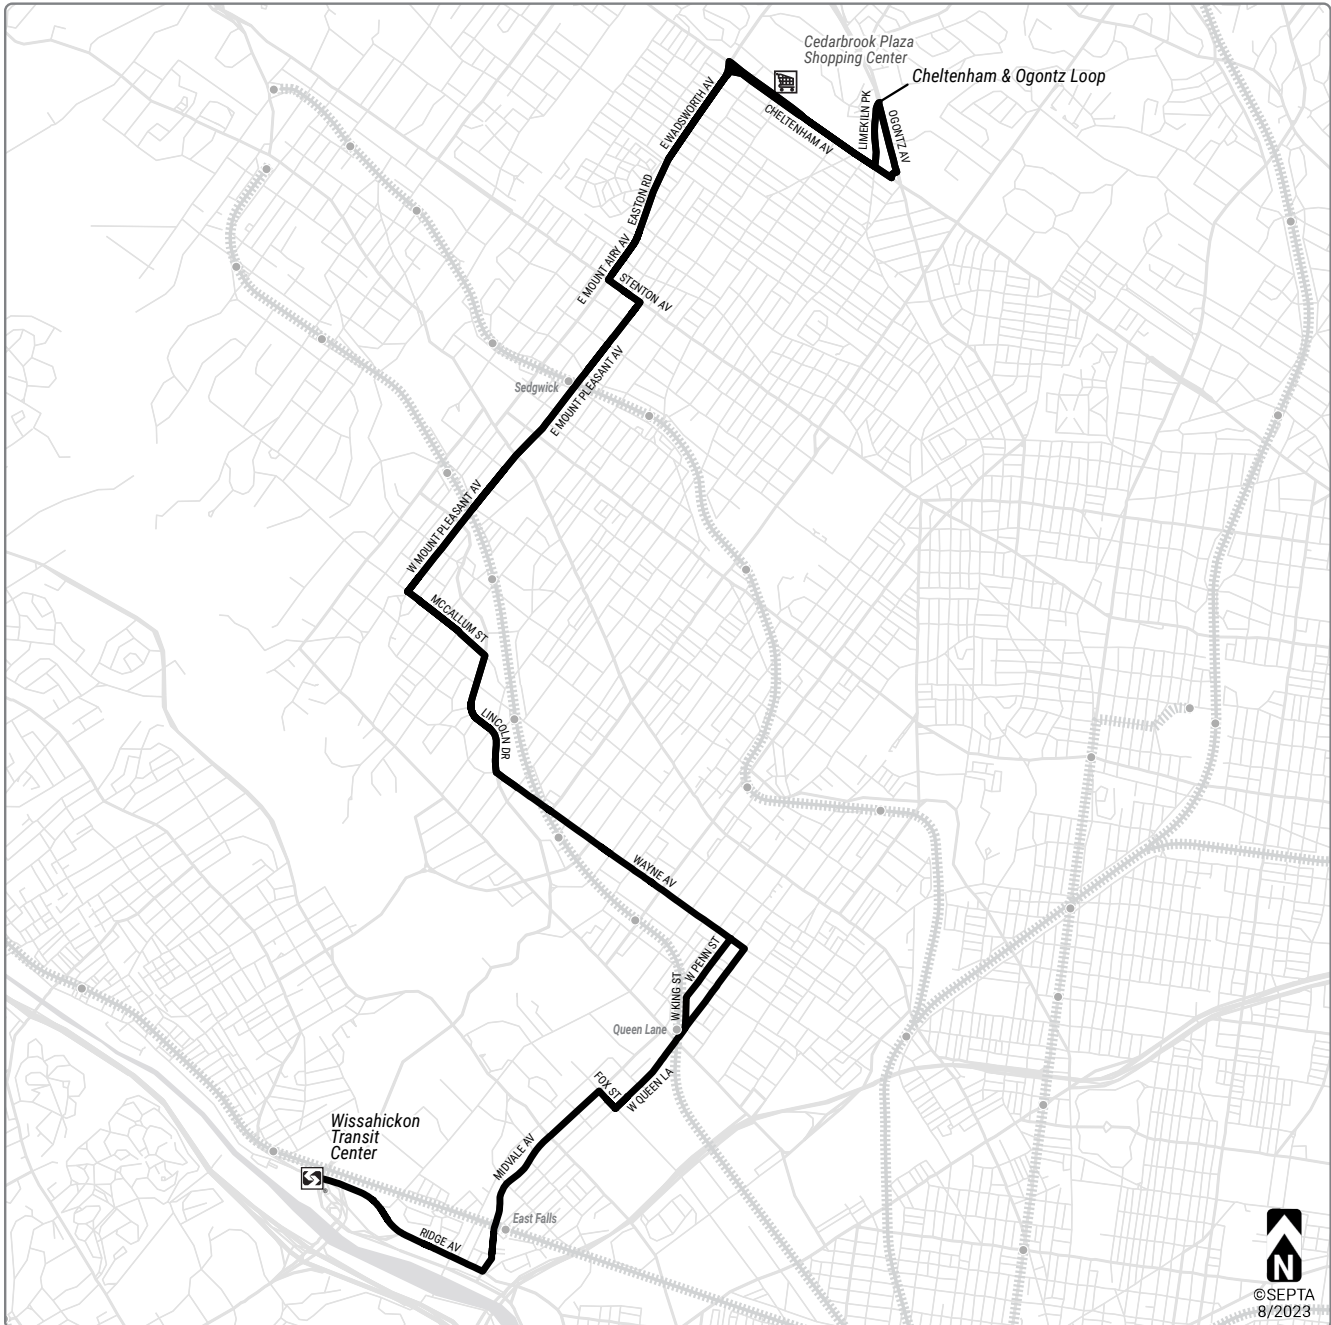 Cedarbrook Plaza
Shopping Center
Cheltenham & Ogontz Loop
E WADSWORTH AV
CHELTENHAM AV
LIMEKILN PK
OGONTZ AV
EASTON RD
E MOUNT AIRY AV
STENTON AV
Sedgwick
E MOUNT PLEASANT AV
W MOUNT PLEASANT AV
MCCALLUM ST
LINCOLN DR
WAYNE AV
W PENN ST
W KING ST
Queen Lane
FOX ST
W QUEEN LA
Wissahickon
Transit
Center
MIDVALE AV
East Falls
RIDGE AV
N
©SEPTA
8/2023